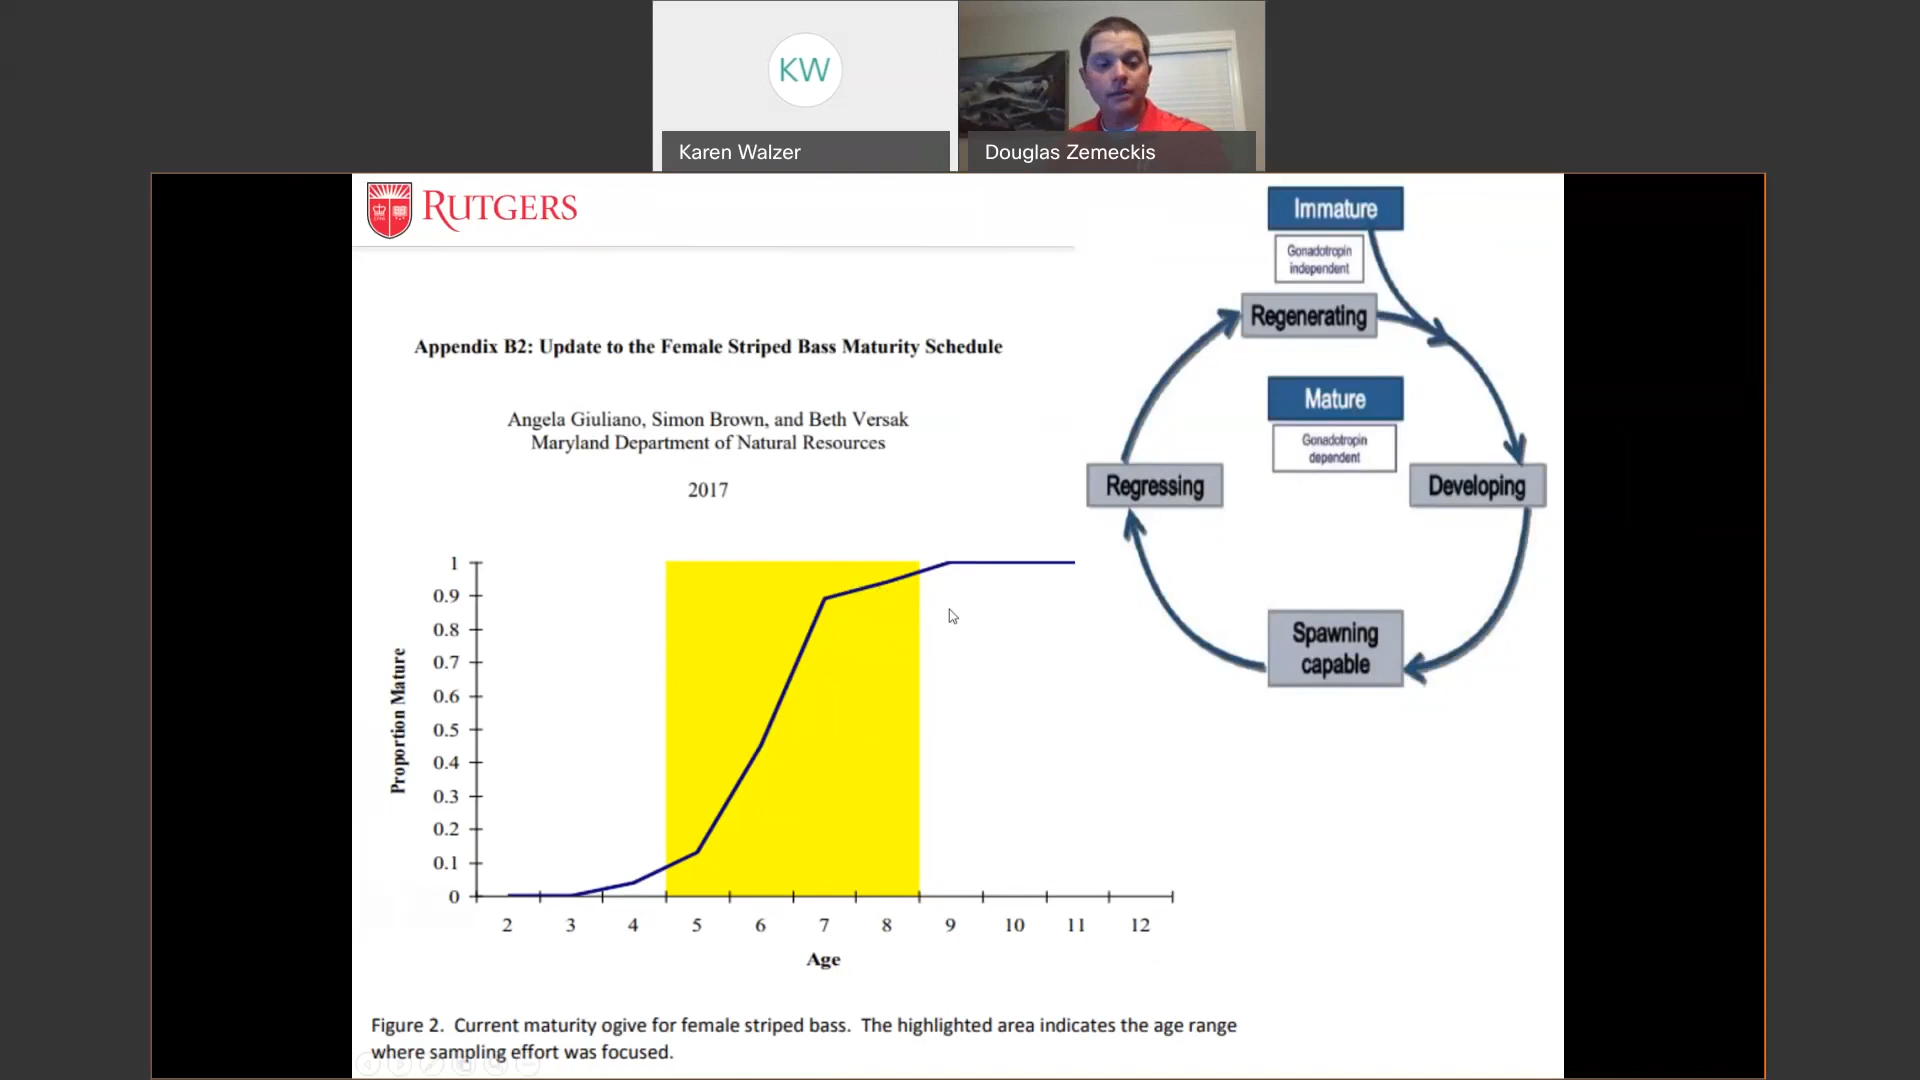 KW
Karen Walzer
Douglas Zemeckis
RUTGERS
Appendix B2: Update to the Female Striped Bass Maturity Schedule
Angela Giuliano, Simon Brown, and Beth Versak
Maryland Department of Natural Resources
2017
1
0.9
0.8
0.7
0.6
0.5
0.4
0.3
0.2
0.1
0
Proportion Mature
2 3 4 5 6 7 8 9 10 11 12
Age
Immature
Gonadotropin
independent
Regenerating
Mature
Gonadotropin
dependent
Regressing
Developing
Spawning
capable
Figure 2. Current maturity ogive for female striped bass. The highlighted area indicates the age range
where sampling effort was focused.